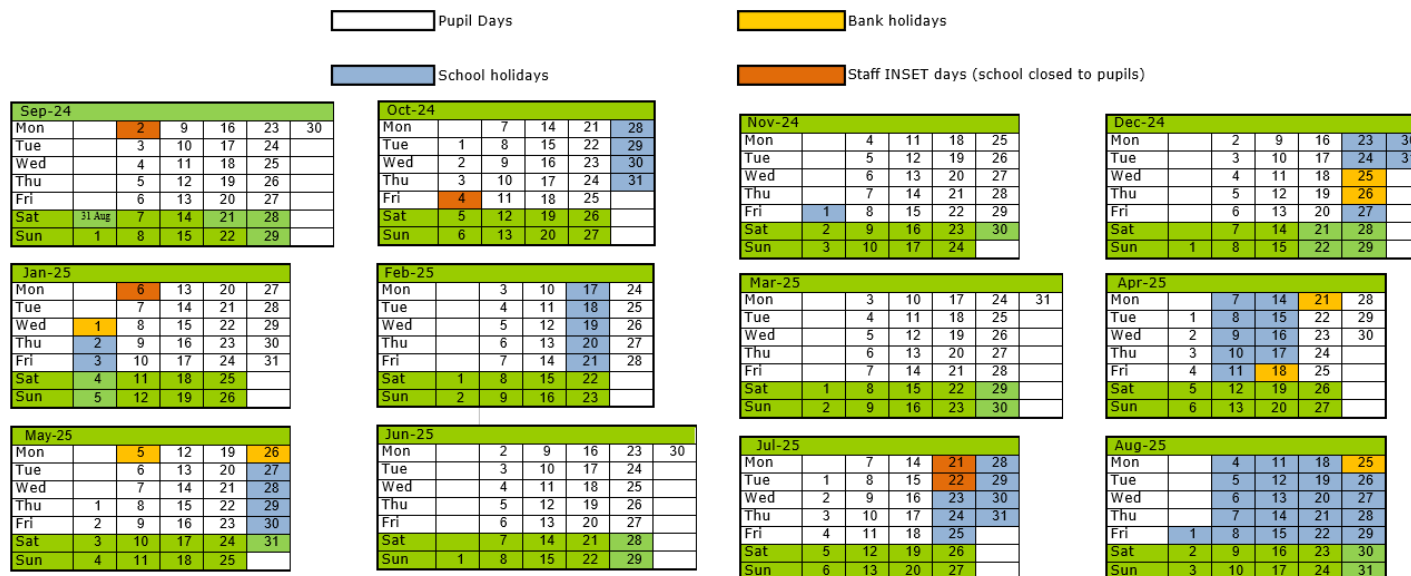 Pupil Days
Bank holidays
School holidays
Staff INSET days (school closed to pupils)
Sep-24
Mon 2 9 16 23 30
Tue 3 10 17 24
Wed 4 11 18 25
Thu 5 12 19 26
Fri 6 13 20 27
Sat 31 Aug 7 14 21 28
Sun 1 8 15 22 29
Oct-24
Mon 7 14 21 28
Tue 1 8 15 22 29
Wed 2 9 16 23 30
Thu 3 10 17 24 31
Fri 4 11 18 25
Sat 5 12 19 26
Sun 6 13 20 27
Nov-24
Mon 4 11 18 25
Tue 5 12 19 26
Wed 6 13 20 27
Thu 7 14 21 28
Fri 1 8 15 22 29
Sat 2 9 16 23 30
Sun 3 10 17 24
Dec-24
Mon 2 9 16 23 30
Tue 3 10 17 24 31
Wed 4 11 18 25
Thu 5 12 19 26
Fri 6 13 20 27
Sat 7 14 21 28
Sun 1 8 15 22 29
Jan-25
Mon 6 13 20 27
Tue 7 14 21 28
Wed 1 8 15 22 29
Thu 2 9 16 23 30
Fri 3 10 17 24 31
Sat 4 11 18 25
Sun 5 12 19 26
Feb-25
Mon 3 10 17 24
Tue 4 11 18 25
Wed 5 12 19 26
Thu 6 13 20 27
Fri 7 14 21 28
Sat 1 8 15 22
Sun 2 9 16 23
Mar-25
Mon 3 10 17 24 31
Tue 4 11 18 25
Wed 5 12 19 26
Thu 6 13 20 27
Fri 7 14 21 28
Sat 1 8 15 22 29
Sun 2 9 16 23 30
Apr-25
Mon 7 14 21 28
Tue 1 8 15 22 29
Wed 2 9 16 23 30
Thu 3 10 17 24
Fri 4 11 18 25
Sat 5 12 19 26
Sun 6 13 20 27
May-25
Mon 5 12 19 26
Tue 6 13 20 27
Wed 7 14 21 28
Thu 1 8 15 22 29
Fri 2 9 16 23 30
Sat 3 10 17 24 31
Sun 4 11 18 25
Jun-25
Mon 2 9 16 23 30
Tue 3 10 17 24
Wed 4 11 18 25
Thu 5 12 19 26
Fri 6 13 20 27
Sat 7 14 21 28
Sun 1 8 15 22 29
Jul-25
Mon 7 14 21 28
Tue 1 8 15 22 29
Wed 2 9 16 23 30
Thu 3 10 17 24 31
Fri 4 11 18 25
Sat 5 12 19 26
Sun 6 13 20 27
Aug-25
Mon 4 11 18 25
Tue 5 12 19 26
Wed 6 13 20 27
Thu 7 14 21 28
Fri 1 8 15 22 29
Sat 2 9 16 23 30
Sun 3 10 17 24 31